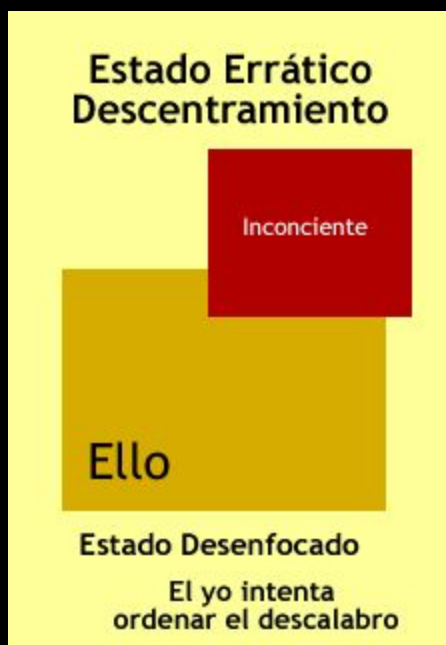 Estado Errático
Descentramiento
Inconciente
Ello
Estado Desenfocado
El yo intenta
ordenar el descalabro